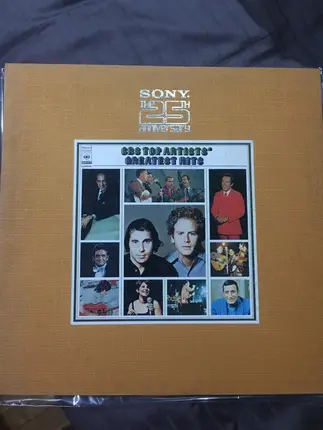 SONY.
THE 25TH
anniversary
CBS TOP ARTISTS'
GREATEST HITS